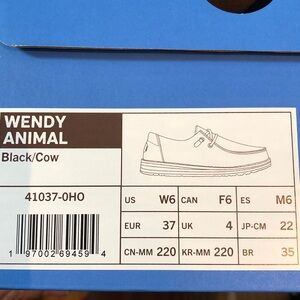 WENDY
ANIMAL
Black/Cow
41037-0HO
US W6 CAN F6 ES M6
EUR 37 UK 4 JP-CM 22
CN-MM 220 KR-MM 220 BR 35
1 97002 69459 4